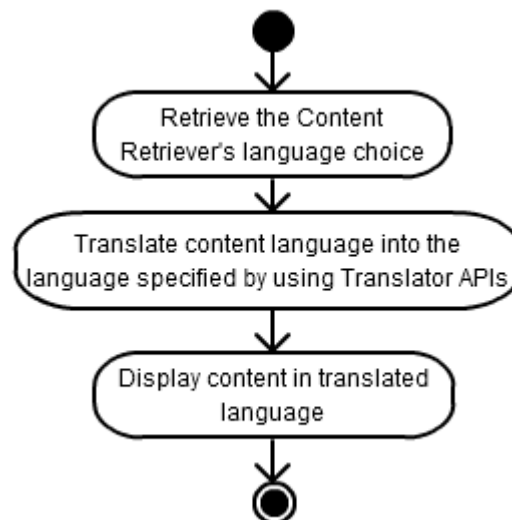 Retrieve the Content
Retriever's language choice
Translate content language into the
language specified by using Translator APIs
Display content in translated
language